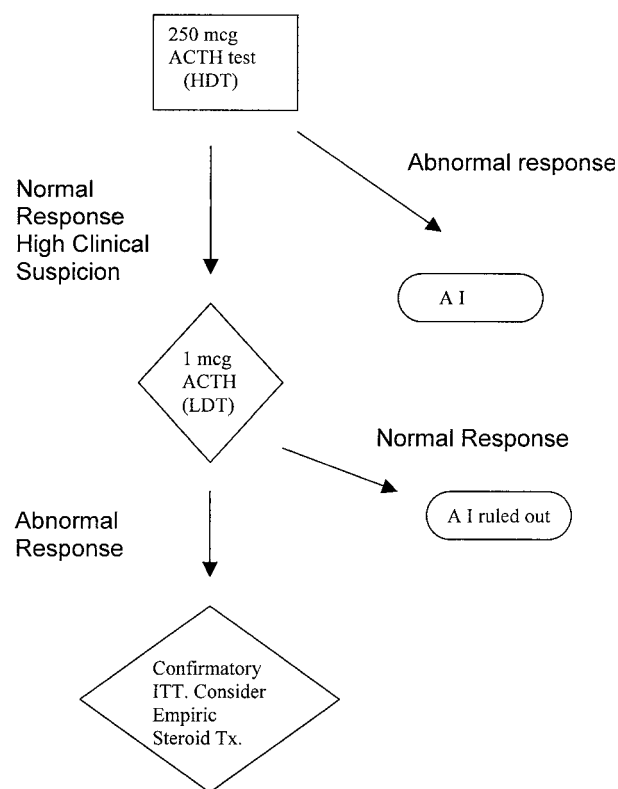 250 mcg
ACTH test
(HDT)
Abnormal response
Normal
Response
High Clinical
Suspicion
A I
1 mcg
ACTH
(LDT)
Normal Response
A I ruled out
Abnormal
Response
Confirmatory
ITT. Consider
Empiric
Steroid Tx.